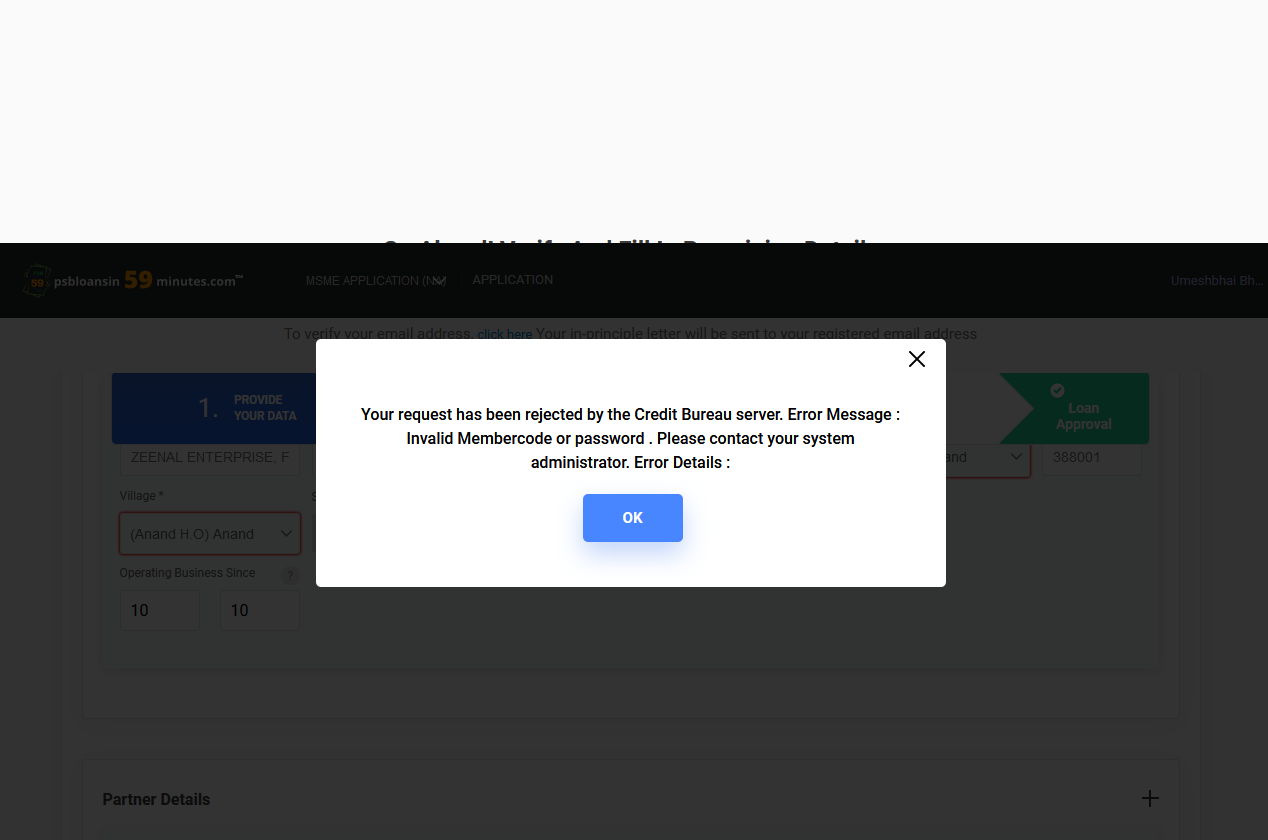 psbloansin 59 minutes.com™
MSME APPLICATION
APPLICATION
Umeshbhai Bh...
To verify your email address, click here Your in-principle letter will be sent to your registered email address
Your request has been rejected by the Credit Bureau server. Error Message :
Invalid Membercode or password . Please contact your system
administrator. Error Details :
OK
1.
PROVIDE
YOUR DATA
Loan
Approval
ZEENAL ENTERPRISE, F
388001
Village *
(Anand H.O) Anand
Operating Business Since
?
10
10
Partner Details